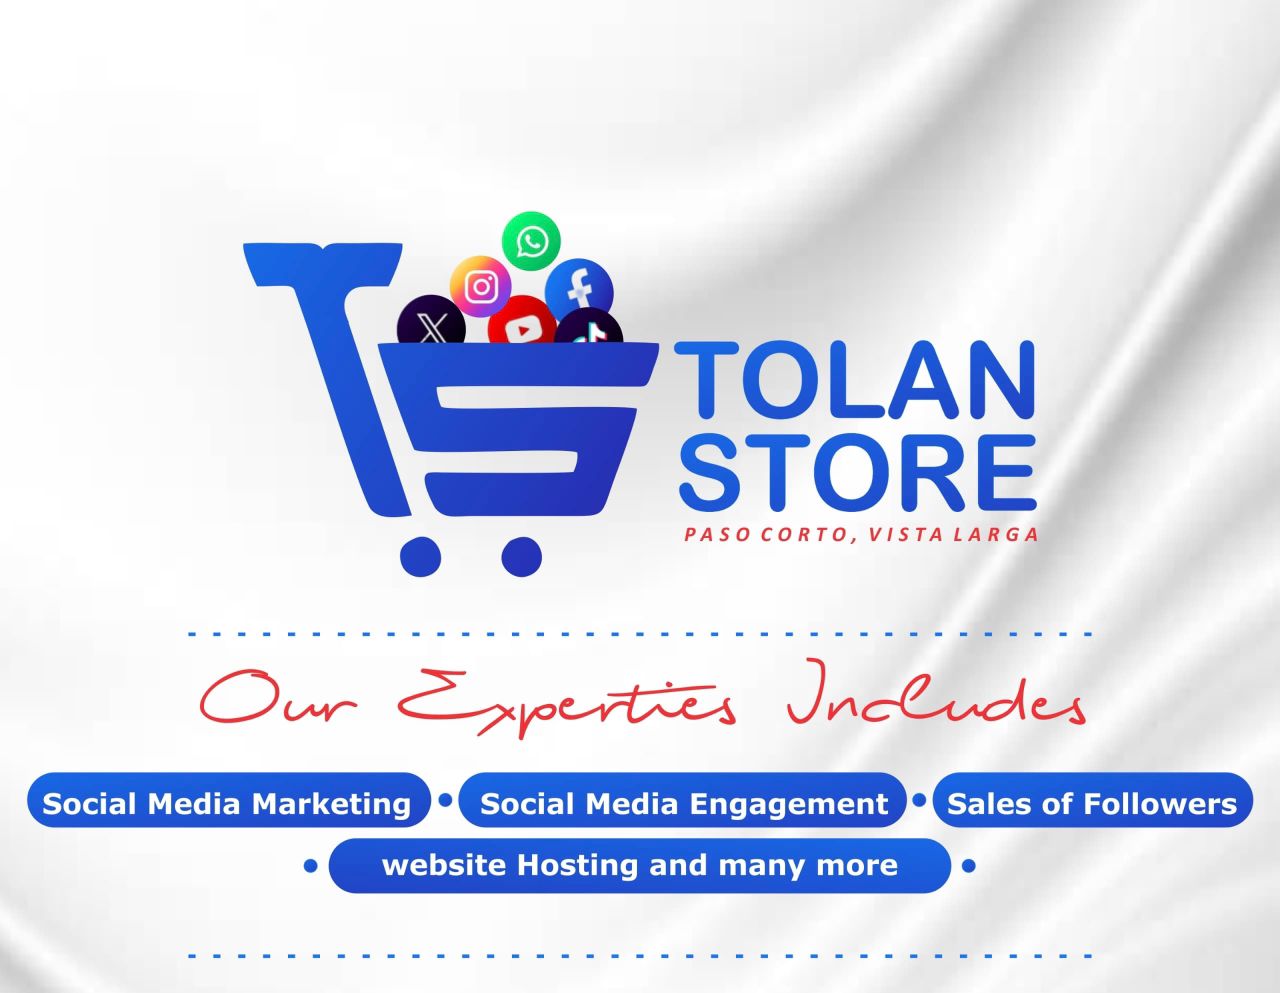 TOLAN
STORE
PASO CORTO, VISTA LARGA
Our Experties Includes
Social Media Marketing • Social Media Engagement • Sales of Followers
• website Hosting and many more •